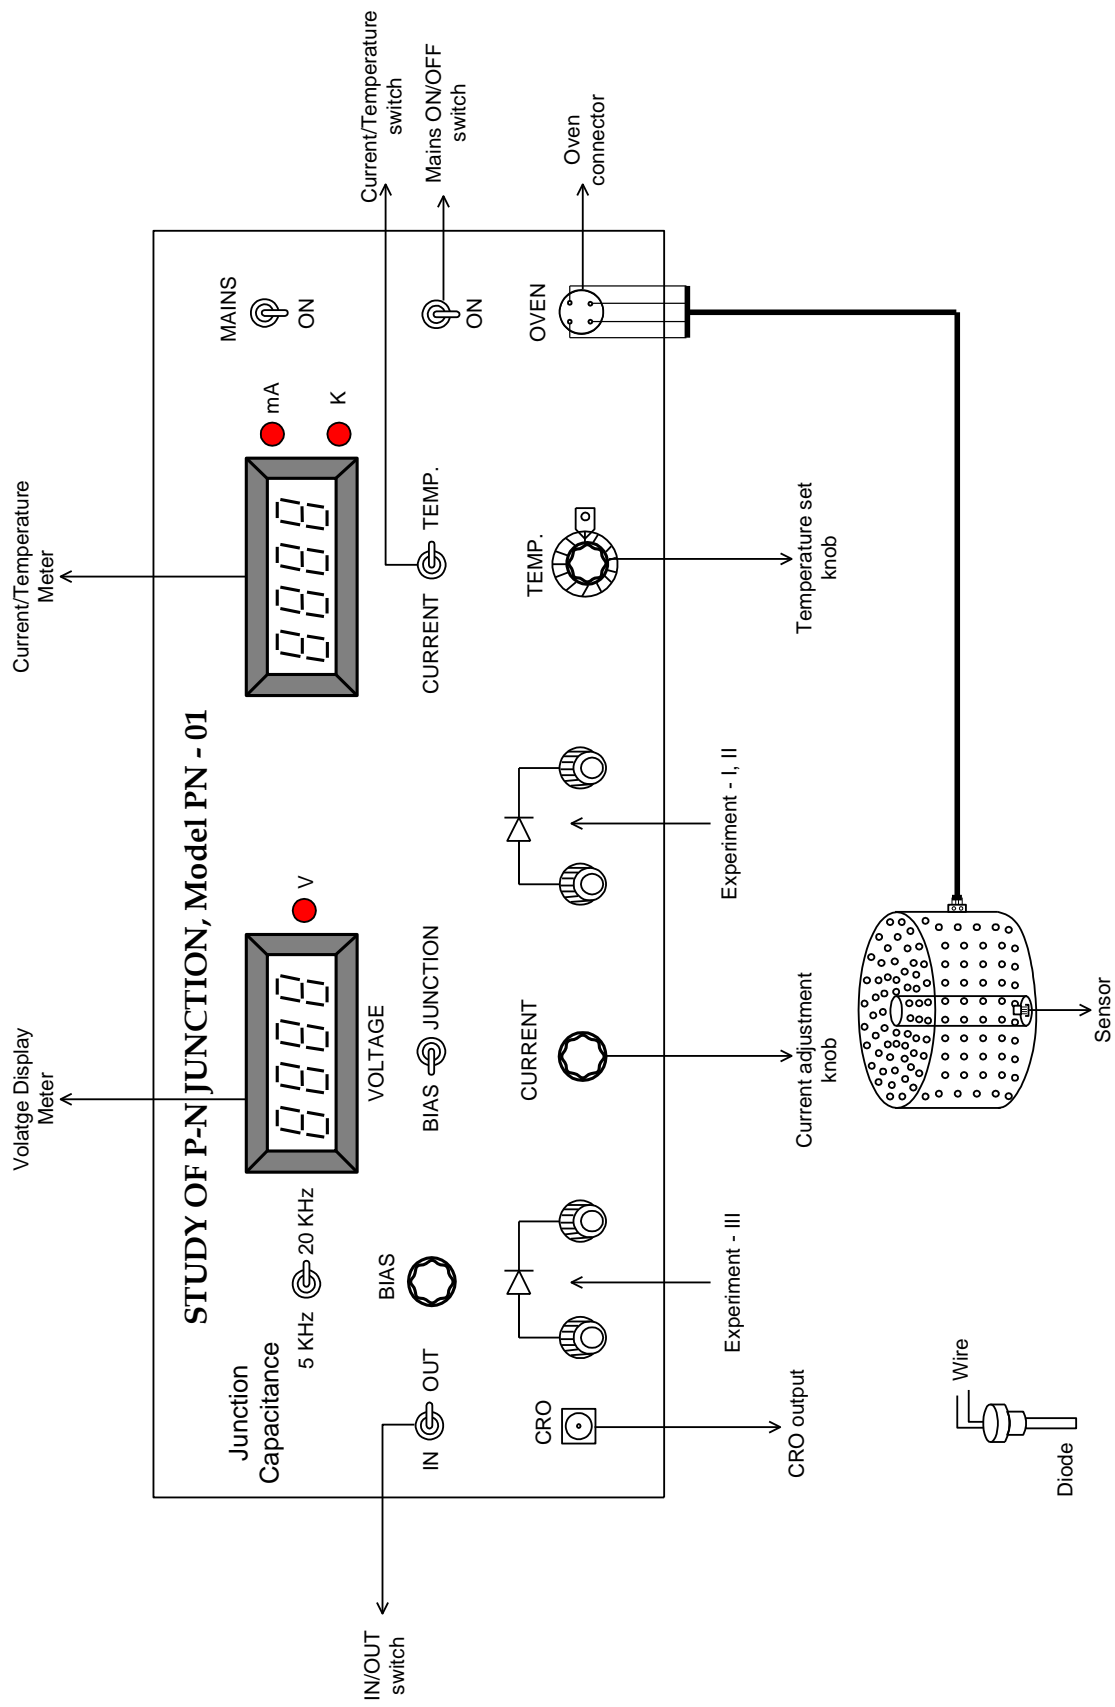 Volatge Display
Meter
Current/Temperature
Meter
STUDY OF P-N JUNCTION, Model PN - 01
Junction
Capacitance
5 KHz
20 KHz
V
VOLTAGE
mA
K
MAINS
ON
IN/OUT
switch
IN
OUT
BIAS
BIAS
JUNCTION
CURRENT
TEMP.
ON
Current/Temperature
switch
Mains ON/OFF
switch
CRO
CURRENT
TEMP.
OVEN
Oven
connector
CRO output
Experiment - III
Current adjustment
knob
Experiment - I, II
Temperature set
knob
Wire
Diode
Sensor